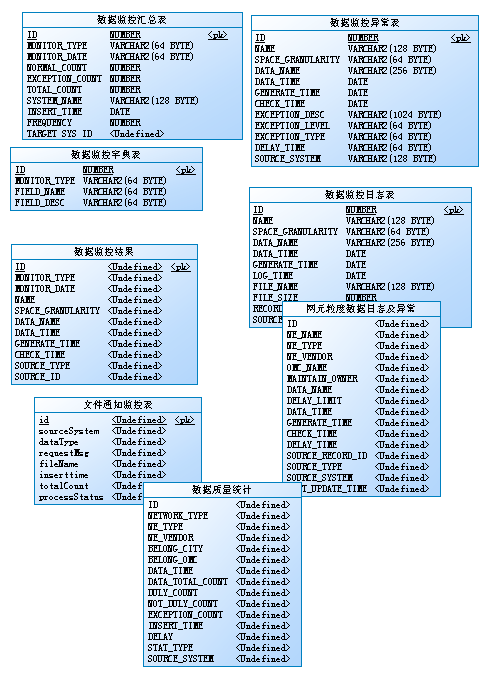 数据监控汇总表
ID NUMBER <pk>
MONITOR_TYPE VARCHAR2(64 BYTE)
MONITOR_DATE VARCHAR2(64 BYTE)
NORMAL_COUNT NUMBER
EXCEPTION_COUNT NUMBER
TOTAL_COUNT NUMBER
SYSTEM_NAME VARCHAR2(128 BYTE)
INSERT_TIME DATE
FREQUENCY NUMBER
TARGET_SYS_ID <Undefined>
数据监控异常表
ID NUMBER <pk>
NAME VARCHAR2(128 BYTE)
SPACE_GRANULARITY VARCHAR2(64 BYTE)
DATA_NAME VARCHAR2(256 BYTE)
DATA_TIME DATE
GENERATE_TIME DATE
CHECK_TIME DATE
EXCEPTION_DESC VARCHAR2(1024 BYTE)
EXCEPTION_LEVEL VARCHAR2(64 BYTE)
EXCEPTION_TYPE VARCHAR2(64 BYTE)
DELAY_TIME VARCHAR2(64 BYTE)
SOURCE_SYSTEM VARCHAR2(128 BYTE)
数据监控字典表
ID NUMBER <pk>
MONITOR_TYPE VARCHAR2(64 BYTE)
FIELD_NAME VARCHAR2(64 BYTE)
FIELD_DESC VARCHAR2(64 BYTE)
数据监控日志表
ID NUMBER <pk>
NAME VARCHAR2(128 BYTE)
SPACE_GRANULARITY VARCHAR2(64 BYTE)
DATA_NAME VARCHAR2(256 BYTE)
DATA_TIME DATE
GENERATE_TIME DATE
LOG_TIME DATE
FILE_NAME VARCHAR2(128 BYTE)
FILE_SIZE NUMBER
RECORD
SOURCE
数据监控结果
ID <Undefined> <pk>
MONITOR_TYPE <Undefined>
MONITOR_DATE <Undefined>
NAME <Undefined>
SPACE_GRANULARITY <Undefined>
DATA_NAME <Undefined>
DATA_TIME <Undefined>
GENERATE_TIME <Undefined>
CHECK_TIME <Undefined>
SOURCE_TYPE <Undefined>
SOURCE_ID <Undefined>
网元粒度数据日志及异常
ID <Undefined>
NE_NAME <Undefined>
NE_TYPE <Undefined>
NE_VENDOR <Undefined>
OMC_NAME <Undefined>
MAINTAIN_OWNER <Undefined>
DATA_NAME <Undefined>
DELAY_LIMIT <Undefined>
DATA_TIME <Undefined>
GENERATE_TIME <Undefined>
CHECK_TIME <Undefined>
DELAY_TIME <Undefined>
SOURCE_RECORD_ID <Undefined>
SOURCE_TYPE <Undefined>
SOURCE_SYSTEM <Undefined>
T_UPDATE_TIME <Undefined>
文件通知监控表
id <Undefined> <pk>
sourceSystem <Undefined>
dataType <Undefined>
requestMsg <Undefined>
fileName <Undefined>
inserttime <Undefined>
totalCount <Undef
processStatus <Undef
数据质量统计
ID <Undefined>
NETWORK_TYPE <Undefined>
NE_TYPE <Undefined>
NE_VENDOR <Undefined>
BELONG_CITY <Undefined>
BELONG_OMC <Undefined>
DATA_TIME <Undefined>
DATA_TOTAL_COUNT <Undefined>
DULY_COUNT <Undefined>
NOT_DULY_COUNT <Undefined>
EXCEPTION_COUNT <Undefined>
INSERT_TIME <Undefined>
DELAY <Undefined>
STAT_TYPE <Undefined>
SOURCE_SYSTEM <Undefined>